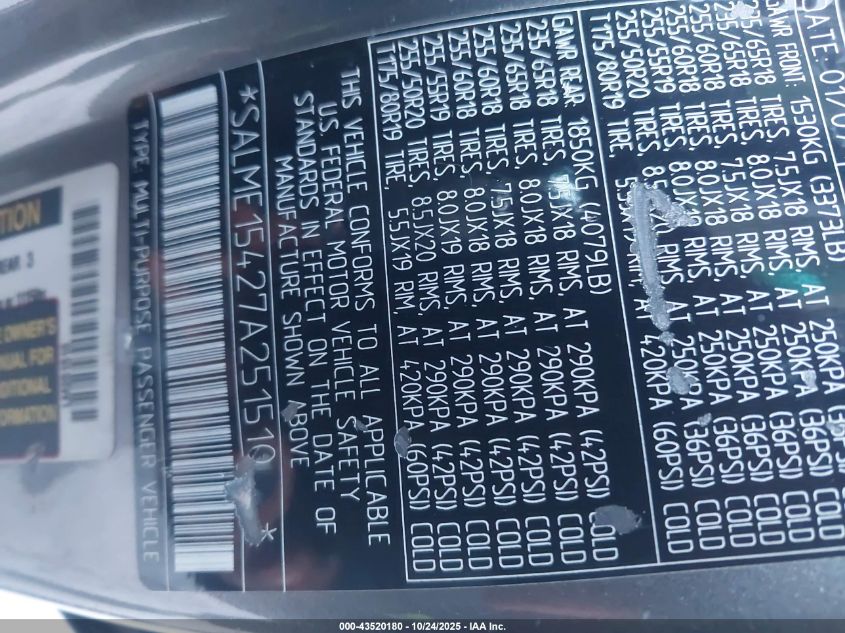 DATE 01/0
GAWR FRONT: 1530KG (3373LB)
235/65R18 TIRES, 7.5JX18 RIMS, AT 250KPA (36PSI) COLD
235/65R18 TIRES, 8.0JX18 RIMS, AT 250KPA (36PSI) COLD
255/60R18 TIRES, 7.5JX18 RIMS, AT 250KPA (36PSI) COLD
255/60R18 TIRES, 8.0JX18 RIMS, AT 250KPA (36PSI) COLD
255/55R19 TIRES, 8.0JX19 RIMS, AT 250KPA (36PSI) COLD
255/50R20 TIRES, RIMS, AT 250KPA (36PSI) COLD
T175/80R19 TIRE, AT 420KPA (60PSI) COLD
GAWR REAR 1850KG (4079LB)
235/65R18 TIRES, 7.5JX18 RIMS, AT 290KPA (42PSI) COLD
235/65R18 TIRES, 8.0JX18 RIMS, AT 290KPA (42PSI) COLD
255/60R18 TIRES, 7.5JX18 RIMS, AT 290KPA (42PSI) COLD
255/60R18 TIRES, 8.0JX18 RIMS, AT 290KPA (42PSI) COLD
255/55R19 TIRES, 8.0JX19 RIMS, AT 290KPA (42PSI) COLD
255/50R20 TIRES, 8.5JX20 RIMS, AT 290KPA (42PSI) COLD
T175/80R19 TIRE, 5.5JX19 RIM, AT 420KPA (60PSI) COLD
THIS VEHICLE CONFORMS TO ALL APPLICABLE
U.S. FEDERAL MOTOR VEHICLE SAFETY
STANDARDS IN EFFECT ON THE DATE OF
MANUFACTURE SHOWN ABOVE
*SALME15427A251510*
TYPE: MULTI-PURPOSE PASSENGER VEHICLE
OWNER'S
MANUAL FOR
000-43520180 - 10/24/2025 - IAA Inc.